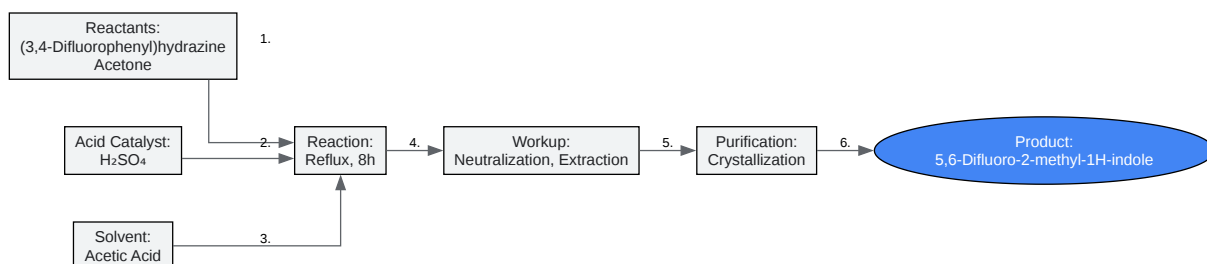 Reactants:
(3,4-Difluorophenyl)hydrazine
Acetone
1.
Acid Catalyst:
H₂SO₄
2.
Reaction:
Reflux, 8h
4.
Workup:
Neutralization, Extraction
5.
Purification:
Crystallization
6.
Product:
5,6-Difluoro-2-methyl-1H-indole
Solvent:
Acetic Acid
3.